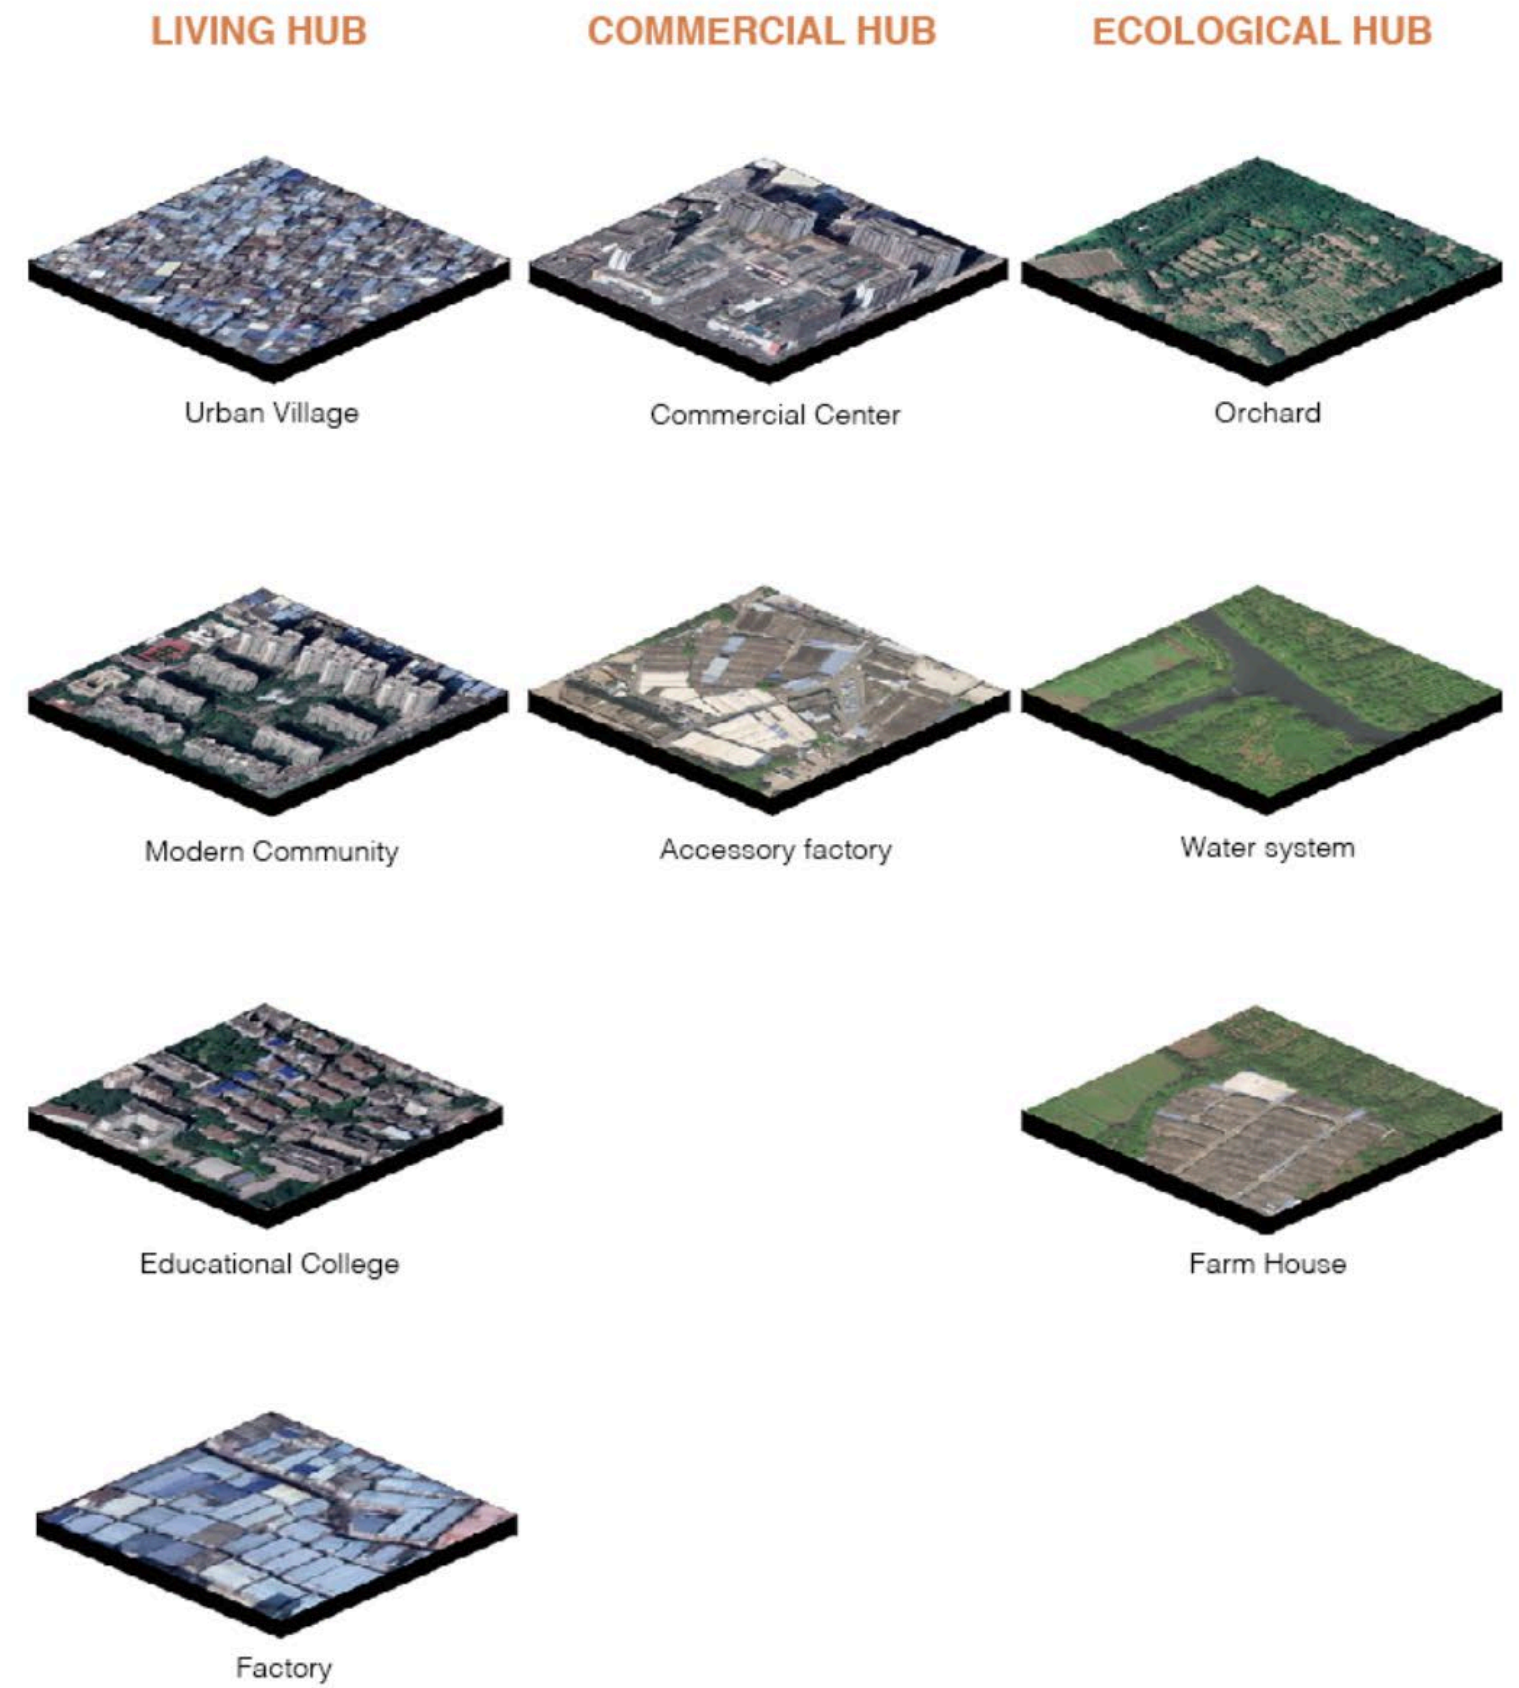 LIVING HUB
COMMERCIAL HUB
ECOLOGICAL HUB
Urban Village
Commercial Center
Orchard
Modern Community
Accessory factory
Water system
Educational College
Farm House
Factory